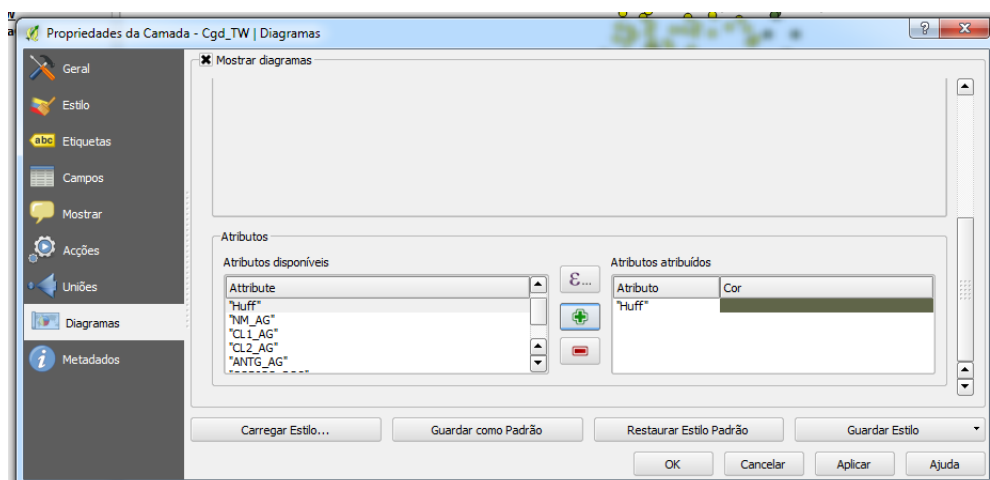 Propriedades da Camada - Cgd_TW | Diagramas
Geral
Estilo
abc Etiquetas
Campos
Mostrar
Acções
Uniões
Diagramas
Metadados
Mostrar diagramas
Atributos
Atributos disponíveis
Attribute
"Huff"
"NM_AG"
"CL1_AG"
"CL2_AG"
"ANTG_AG"
ε...
Atributos atribuídos
Atributo Cor
"Huff"
Carregar Estilo... Guardar como Padrão Restaurar Estilo Padrão Guardar Estilo
OK Cancelar Aplicar Ajuda